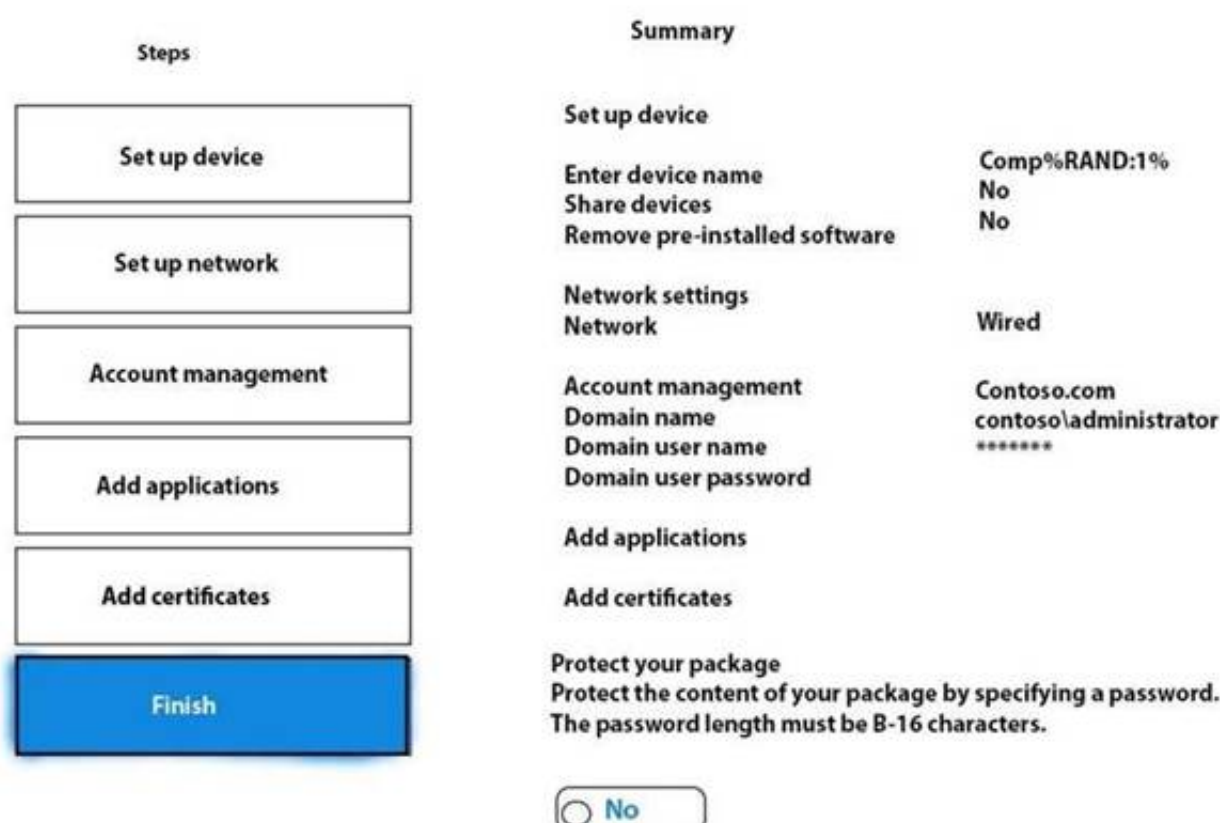 Steps
Set up device
Set up network
Account management
Add applications
Add certificates
Finish
Summary
Set up device
Enter device name Comp%RAND:1%
Share devices No
Remove pre-installed software No
Network settings
Network Wired
Account management Contoso.com
Domain name contoso\administrator
Domain user name *******
Domain user password
Add applications
Add certificates
Protect your package
Protect the content of your package by specifying a password.
The password length must be B-16 characters.
No